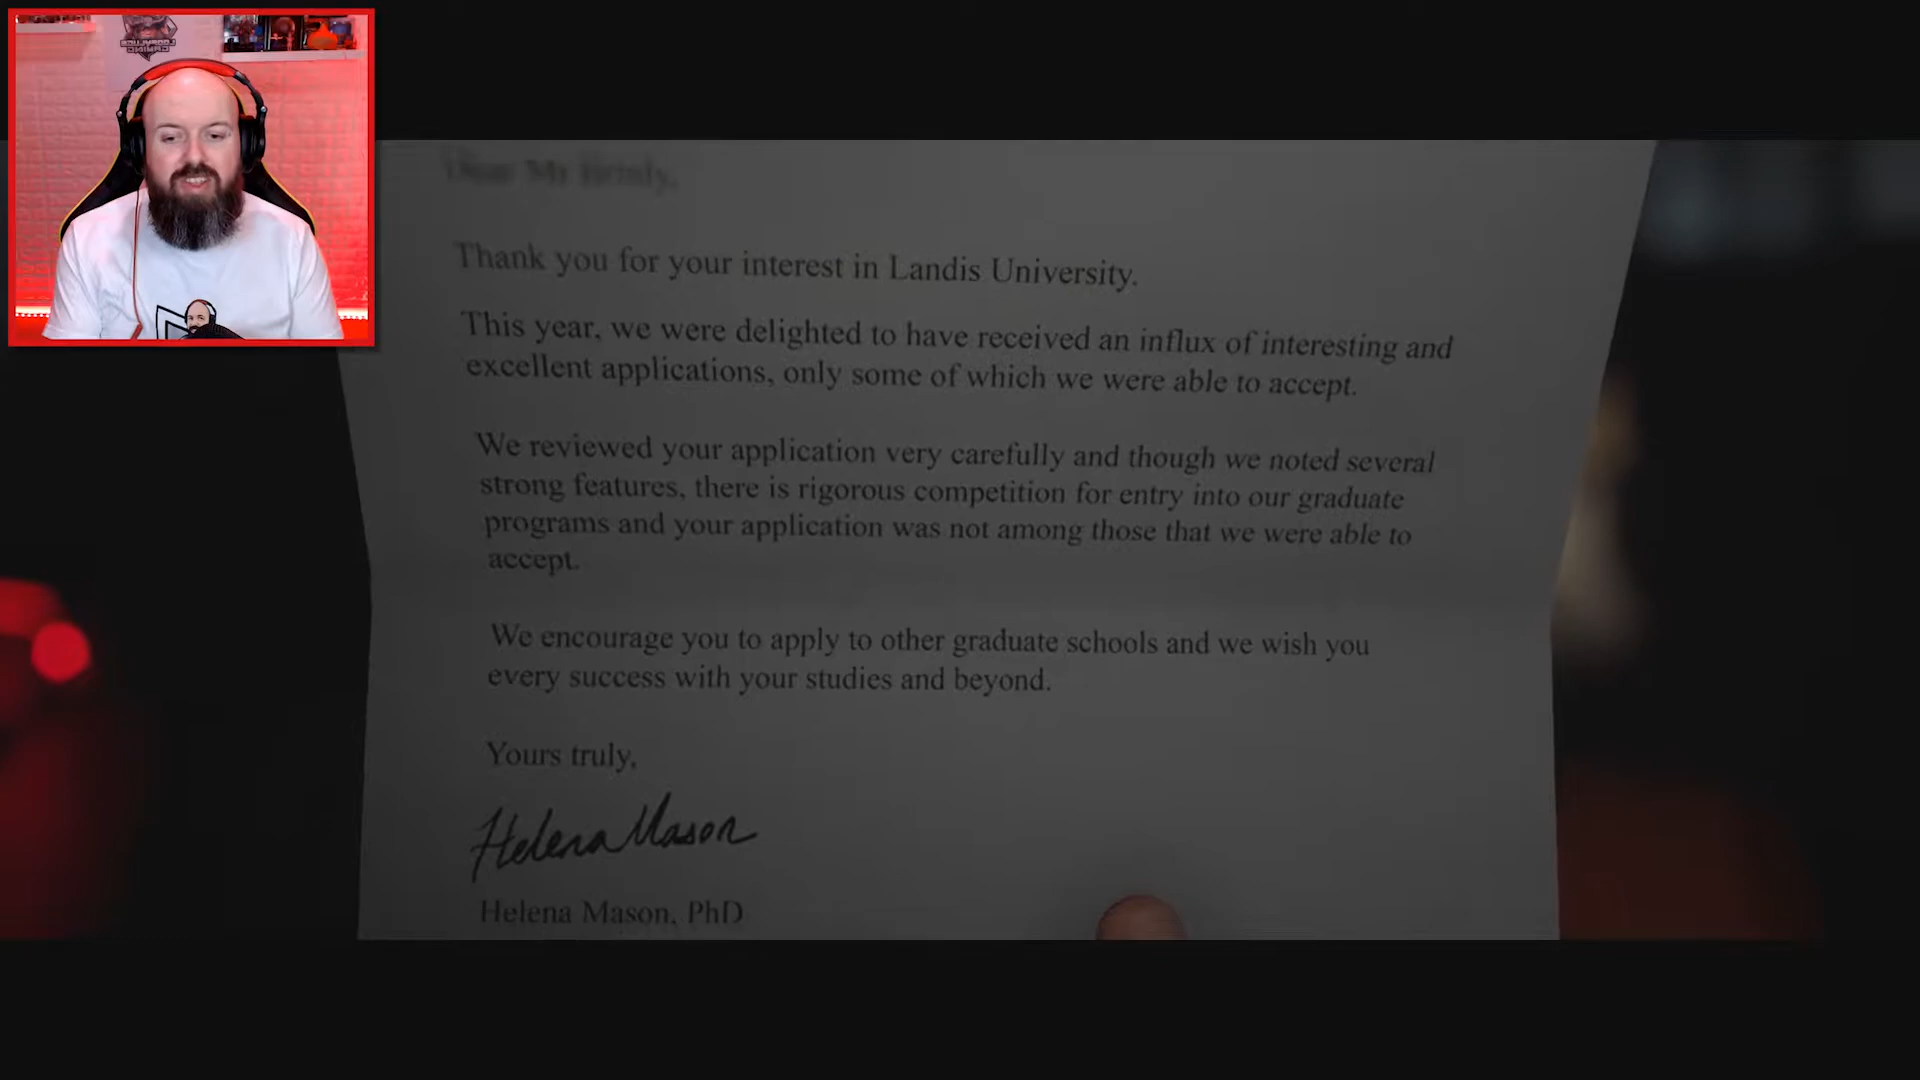 Dear Mr
Thank you for your interest in Landis University.
This year, we were delighted to have received an influx of interesting and
excellent applications, only some of which we were able to accept.
We reviewed your application very carefully and though we noted several
strong features, there is rigorous competition for entry into our graduate
programs and your application was not among those that we were able to
accept.
We encourage you to apply to other graduate schools and we wish you
every success with your studies and beyond.
Yours truly,
Helena Mason
Helena Mason, PhD